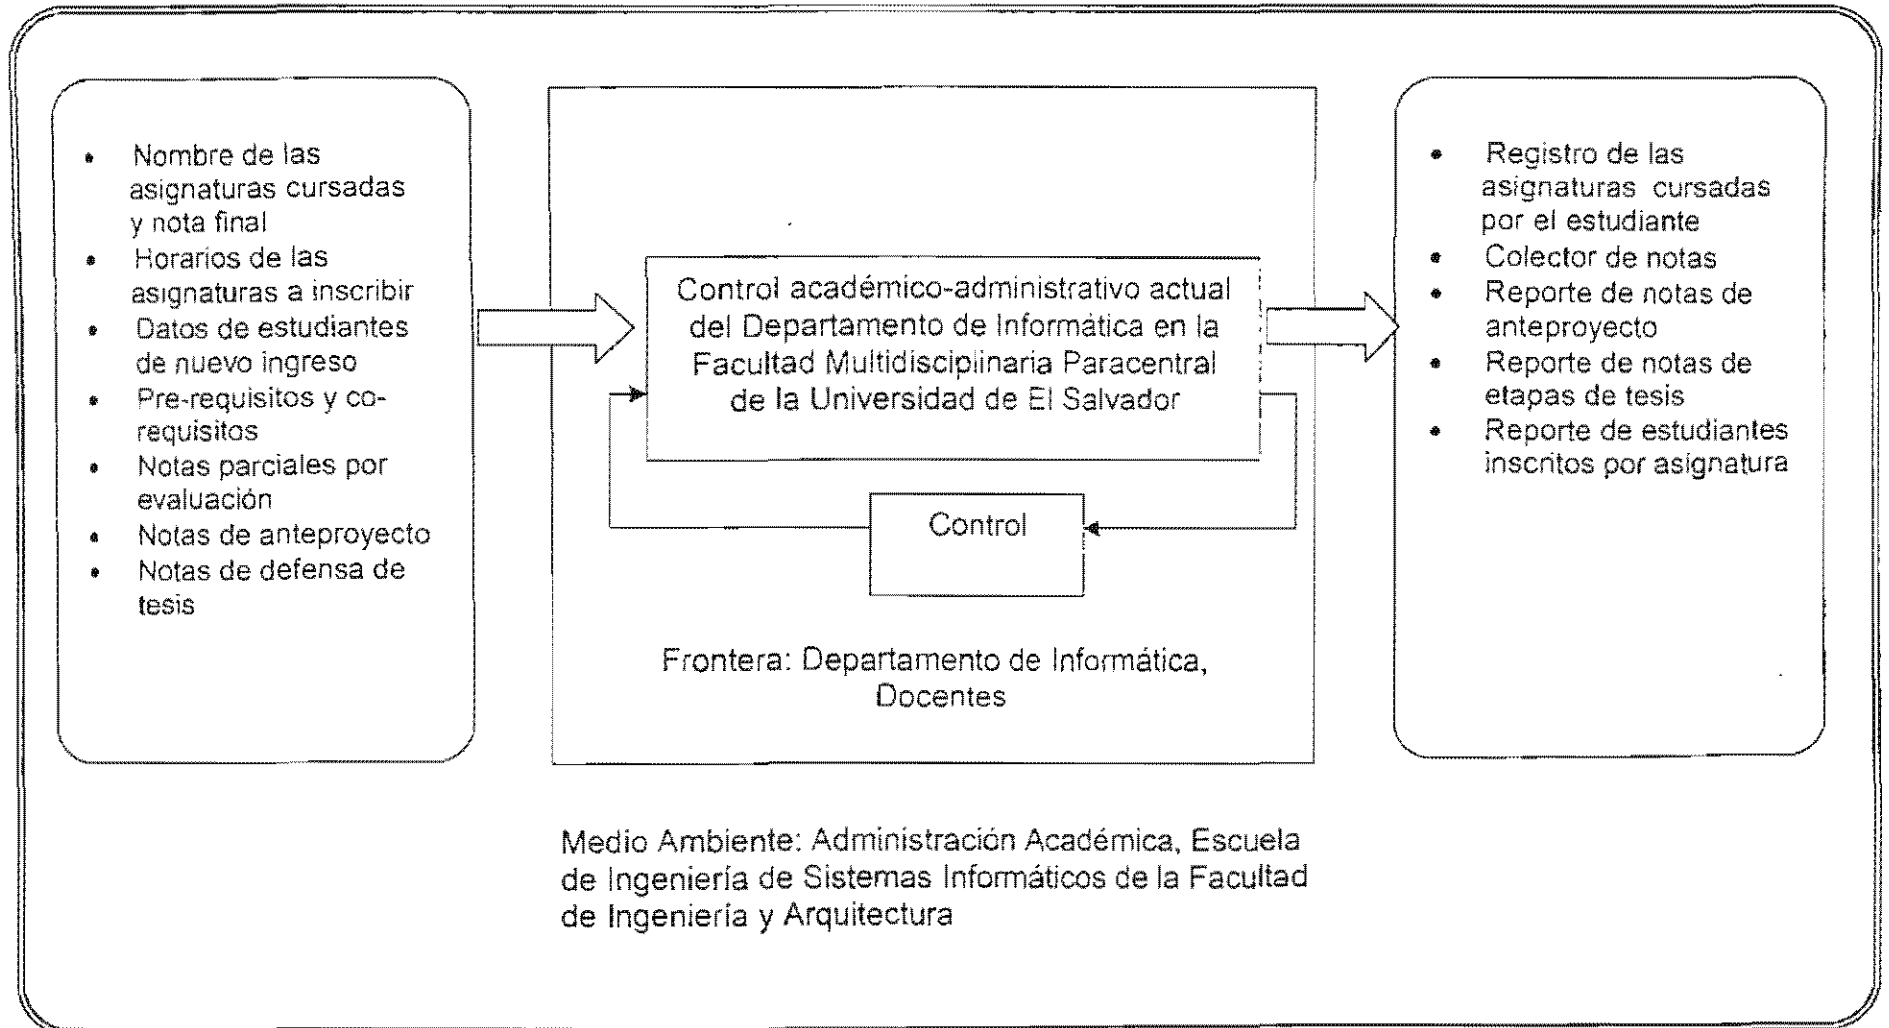 • Nombre de las
asignaturas cursadas
y nota final
• Horarios de las
asignaturas a inscribir
• Datos de estudiantes
de nuevo ingreso
• Pre-requisitos y co-
requisitos
• Notas parciales por
evaluación
• Notas de anteproyecto
• Notas de defensa de
tesis
Control académico-administrativo actual
del Departamento de Informática en la
Facultad Multidisciplinaria Paracentral
de la Universidad de El Salvador
Control
Frontera: Departamento de Informática,
Docentes
• Registro de las
asignaturas cursadas
por el estudiante
• Colector de notas
• Reporte de notas de
anteproyecto
• Reporte de notas de
etapas de tesis
• Reporte de estudiantes
inscritos por asignatura
Medio Ambiente: Administración Académica, Escuela
de Ingeniería de Sistemas Informáticos de la Facultad
de Ingeniería y Arquitectura